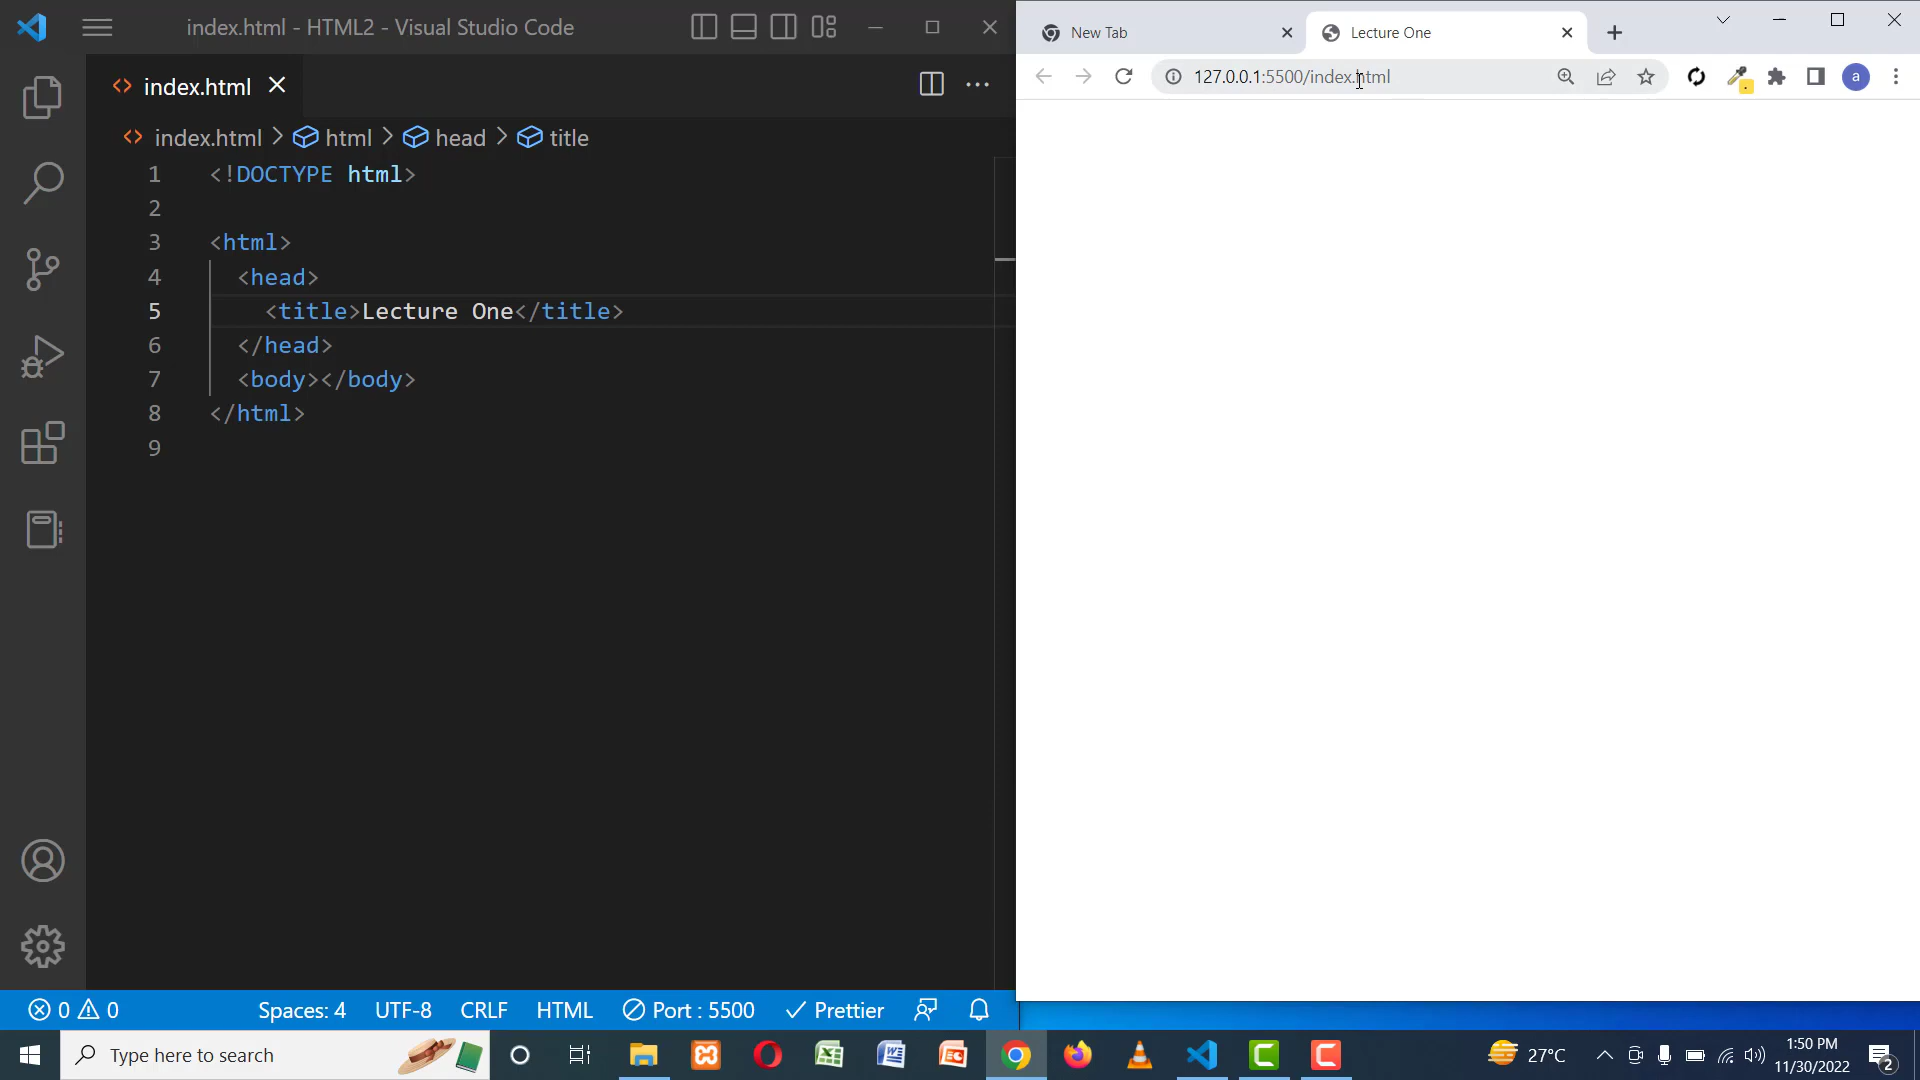 index.html - HTML2 - Visual Studio Code
index.html
index.html > html > head > title
1 <!DOCTYPE html>
2
3 <html>
4 <head>
5 <title>Lecture One</title>
6 </head>
7 <body></body>
8 </html>
9
0 0 Spaces: 4 UTF-8 CRLF HTML Port : 5500 Prettier
New Tab
Lecture One
127.0.0.1:5500/index.html
a
Type here to search
27°C
1:50 PM
11/30/2022
2